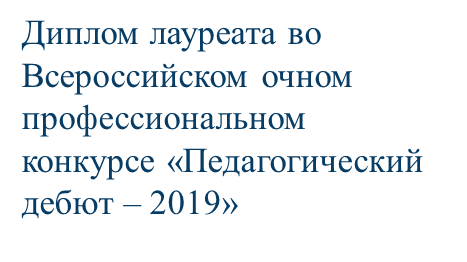 Диплом лауреата во
Всероссийском очном
профессиональном
конкурсе «Педагогический
дебют – 2019»